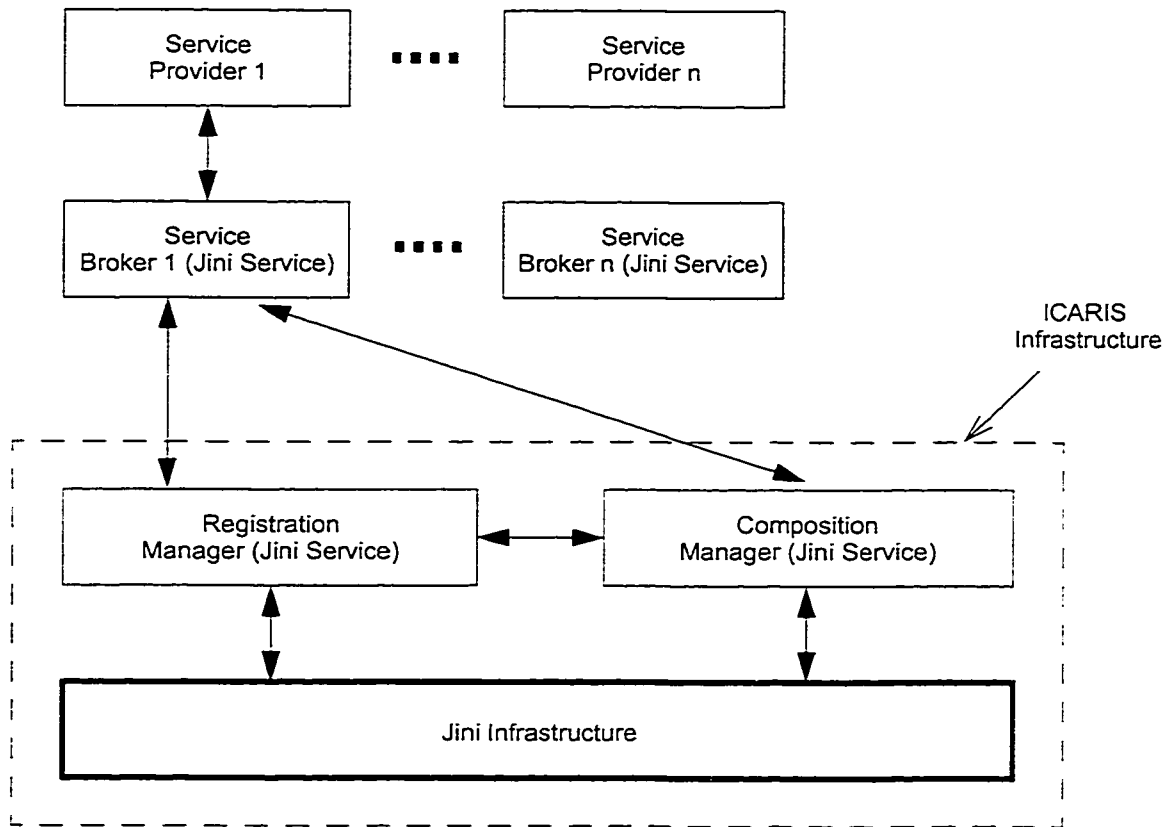 Service
Provider 1
Service
Provider n
Service
Broker 1 (Jini Service)
Service
Broker n (Jini Service)
ICARIS
Infrastructure
Registration
Manager (Jini Service)
Composition
Manager (Jini Service)
Jini Infrastructure